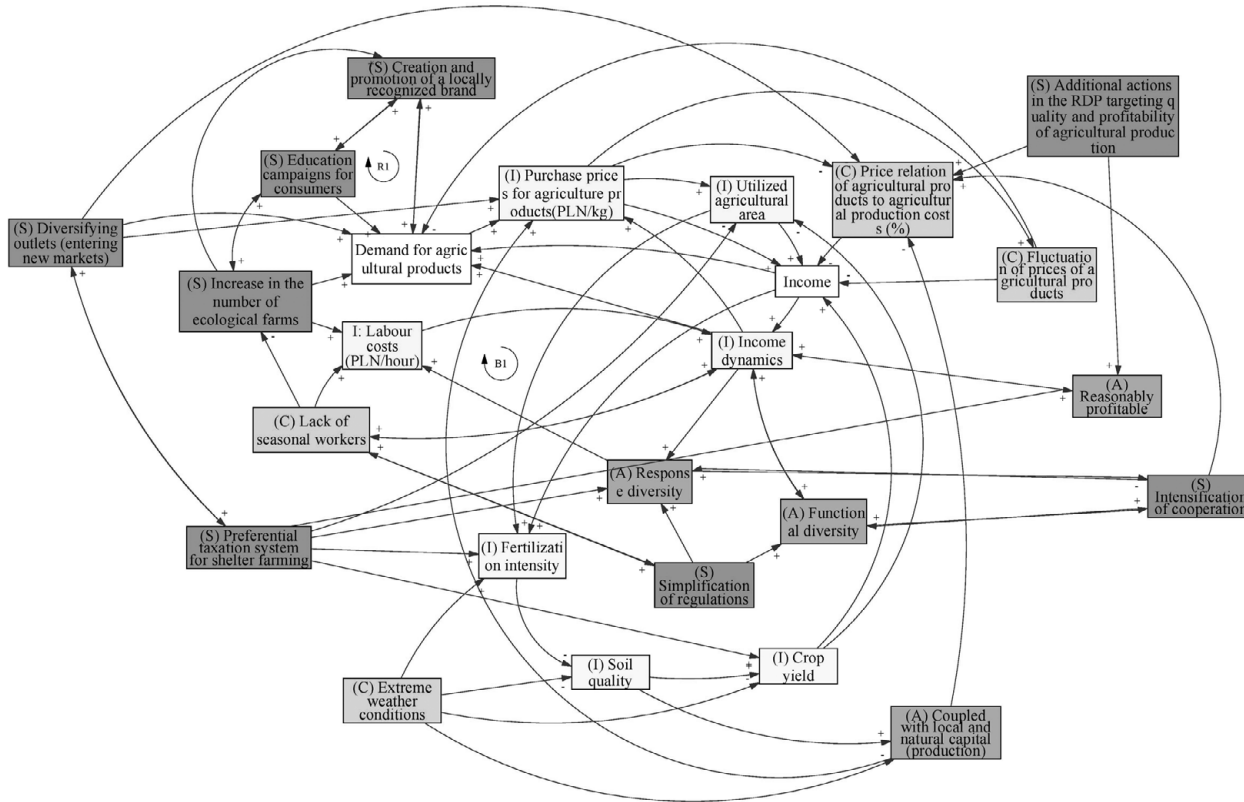 (S) Creation and
promotion of a locally
recognized brand
(S) Additional actions
in the RDP targeting q
uality and profitability
of agricultural produc
tion
(S) Education
campaigns for
consumers
R1
(I) Purchase price
s for agriculture pr
oducts(PLN/kg)
(I) Utilized
agricultural
area
(C) Price relation
of agricultural pro
ducts to agricultur
al production cost
s (%)
(S) Diversifying
outlets (entering
new markets)
Demand for agri
cultural products
(C) Fluctuatio
n of prices of a
gricultural pro
ducts
Income
(S) Increase in the
number of
ecological farms
I: Labour
costs
(PLN/hour)
B1
(I) Income
dynamics
(A)
Reasonably
profitable
(C) Lack of
seasonal workers
(A) Respons
e diversity
(S)
Intensification
of cooperation
(A) Function
al diversity
(S) Preferential
taxation system
for shelter farming
(I) Fertilizati
on intensity
(S)
Simplification
of regulations
(I) Soil
quality
(I) Crop
yield
(C) Extreme
weather
conditions
(A) Coupled
with local and
natural capital
(production)